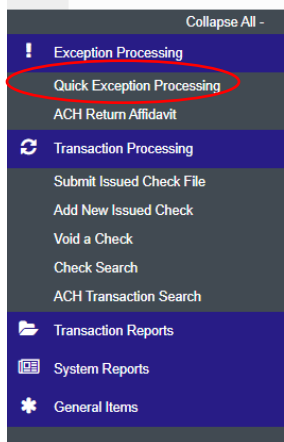 Collapse All -
Exception Processing
Quick Exception Processing
ACH Return Affidavit
Transaction Processing
Submit Issued Check File
Add New Issued Check
Void a Check
Check Search
ACH Transaction Search
Transaction Reports
System Reports
General Items